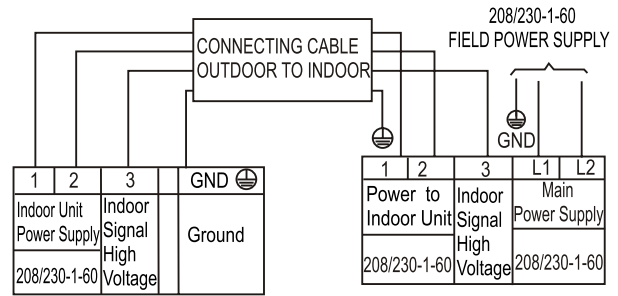 208/230-1-60
FIELD POWER SUPPLY
CONNECTING CABLE
OUTDOOR TO INDOOR
GND
1 2 3 GND
Indoor Unit
Power Supply
208/230-1-60
Indoor
Signal
High
Voltage
Ground
1 2 3 L1 L2
Power to
Indoor Unit
208/230-1-60
Indoor
Signal
High
Voltage
Main
Power Supply
208/230-1-60